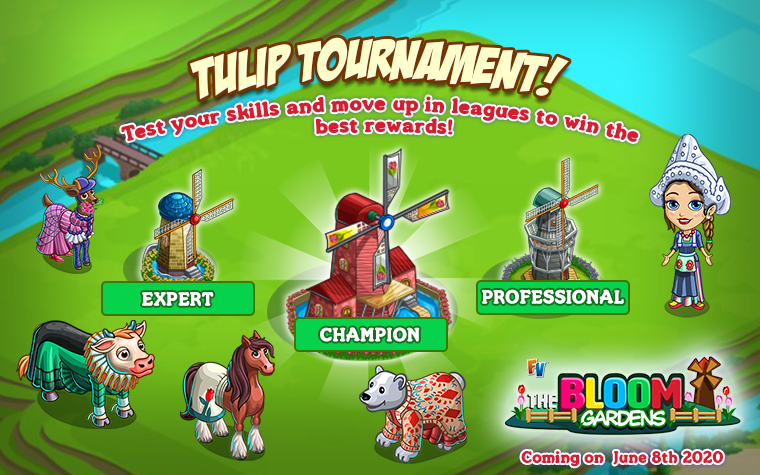 TULIP TOURNAMENT!
Test your skills and move up in leagues to win the
best rewards!
EXPERT
CHAMPION
PROFESSIONAL
FV
THE BLOOM
GARDENS
Coming on June 8th 2020